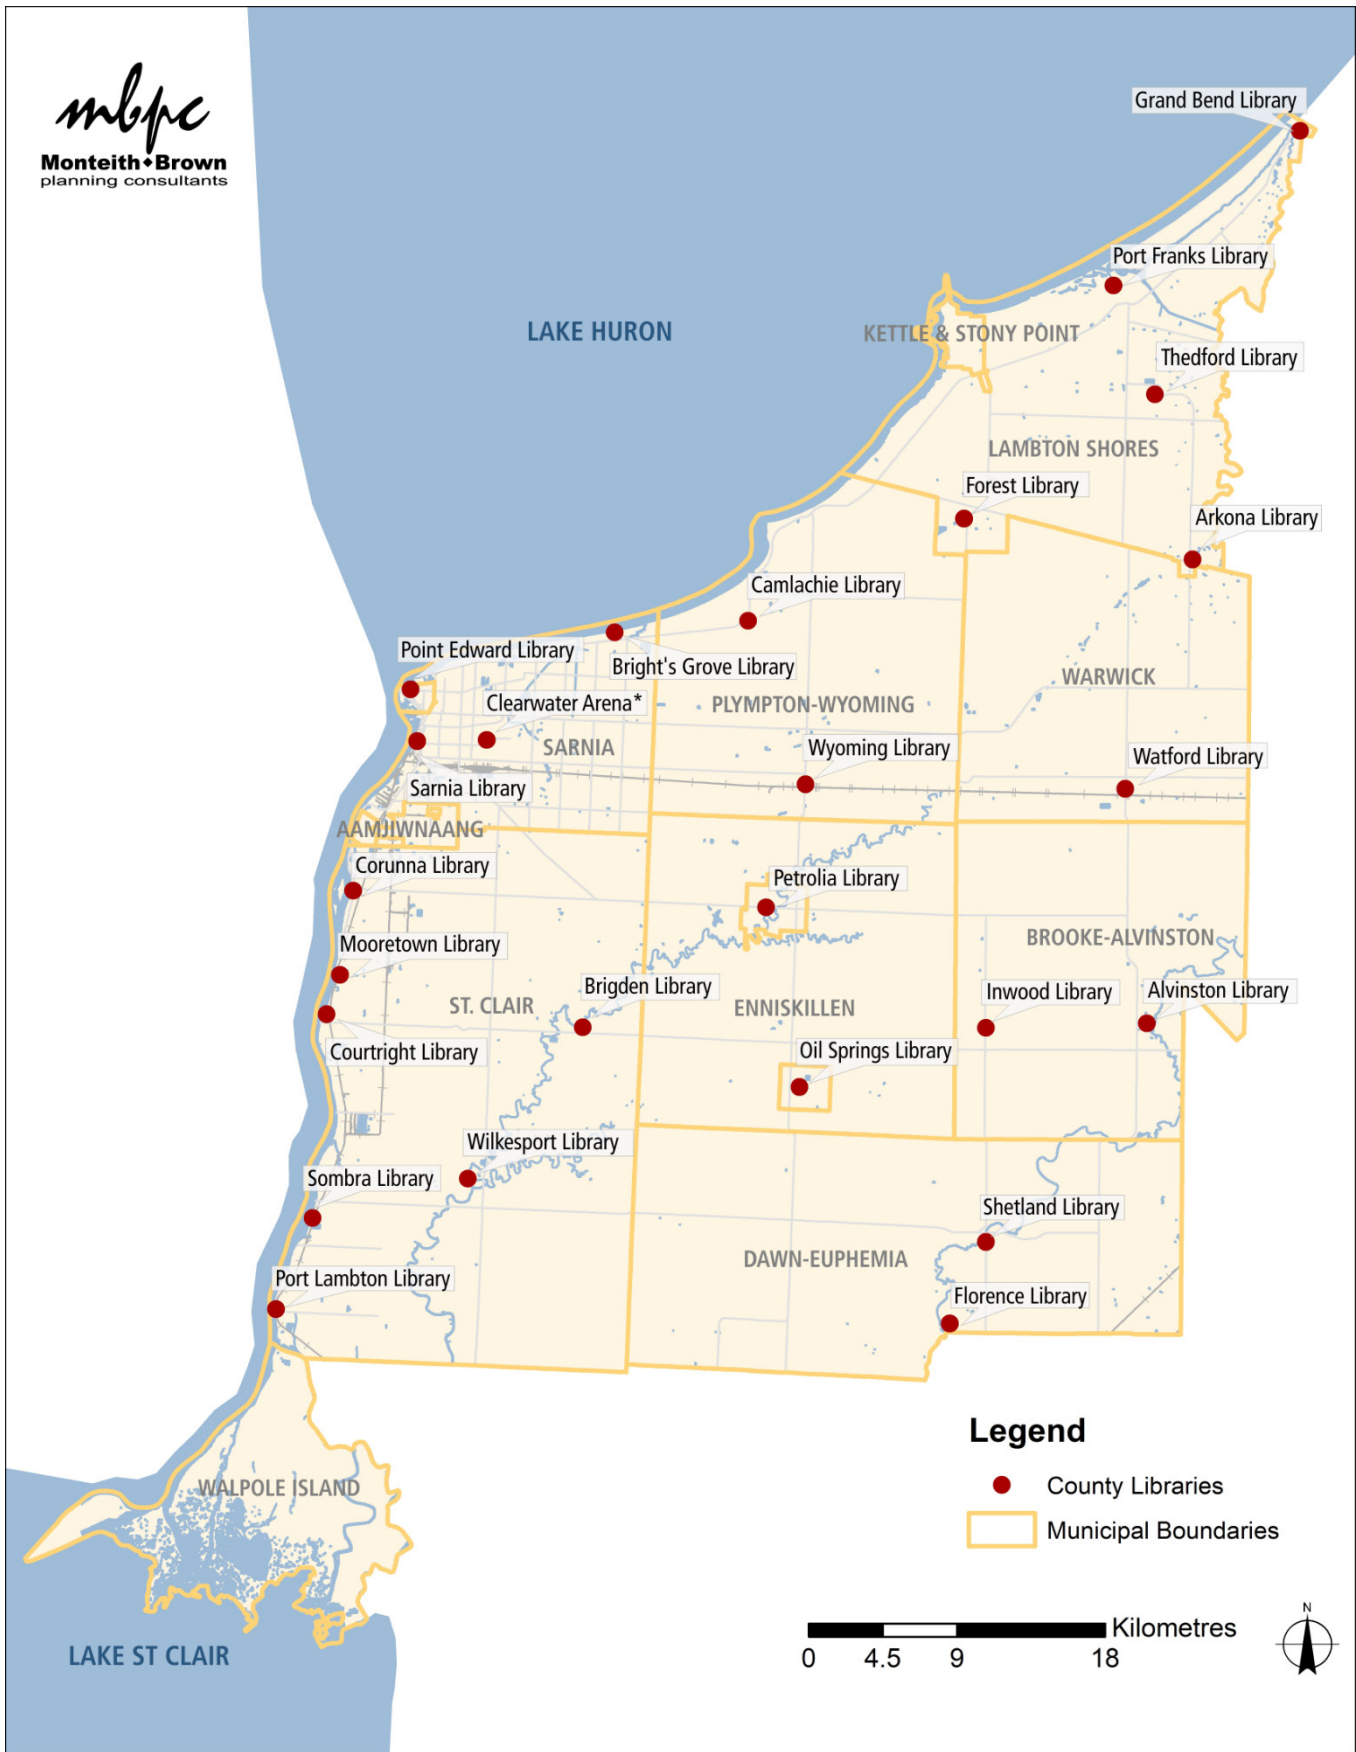 mbpc
Monteith◆Brown
planning consultants
Grand Bend Library
Port Franks Library
LAKE HURON
KETTLE & STONY POINT
Thedford Library
LAMBTON SHORES
Forest Library
Arkona Library
Camlachie Library
Point Edward Library
Bright's Grove Library
WARWICK
Clearwater Arena*
PLYMPTON-WYOMING
SARNIA
Wyoming Library
Watford Library
Sarnia Library
AAMJIWNAANG
Corunna Library
Petrolia Library
Mooretown Library
BROOKE-ALVINSTON
Brigden Library
Inwood Library
Alvinston Library
ST. CLAIR
ENNISKILLEN
Courtright Library
Oil Springs Library
Wilkesport Library
Sombra Library
Shetland Library
DAWN-EUPHEMIA
Port Lambton Library
Florence Library
Legend
County Libraries
WALPOLE ISLAND
Municipal Boundaries
N
Kilometres
0 4.5 9 18
LAKE ST CLAIR